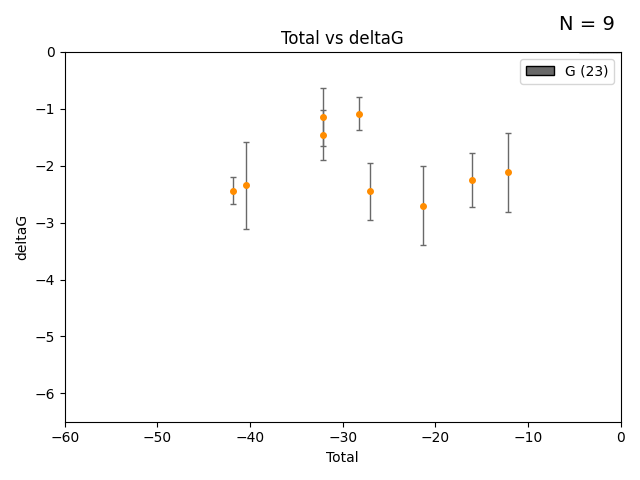 N = 9
Total vs deltaG
G (23)
deltaG
0
−1
−2
−3
−4
−5
−6
−60 −50 −40 −30 −20 −10 0
Total